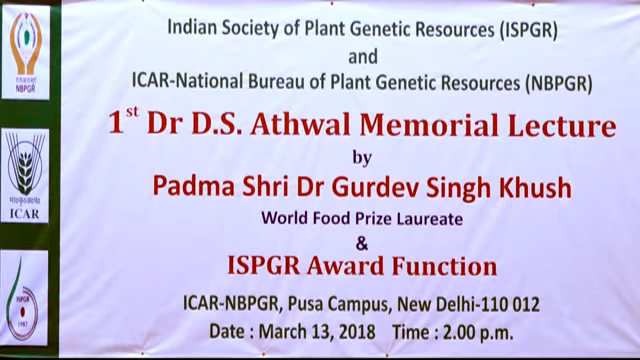 Indian Society of Plant Genetic Resources (ISPGR)
and
ICAR-National Bureau of Plant Genetic Resources (NBPGR)
1st Dr D.S. Athwal Memorial Lecture
by
Padma Shri Dr Gurdev Singh Khush
World Food Prize Laureate
&
ISPGR Award Function
ICAR-NBPGR, Pusa Campus, New Delhi-110 012
Date : March 13, 2018 Time : 2.00 p.m.
NBPGR
ICAR
ISPGR
1987